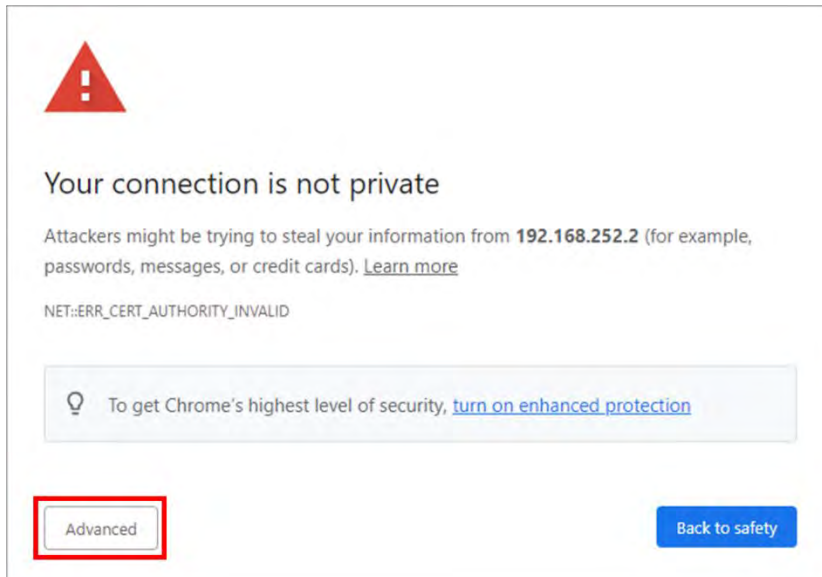 Your connection is not private
Attackers might be trying to steal your information from 192.168.252.2 (for example,
passwords, messages, or credit cards). Learn more
NET::ERR_CERT_AUTHORITY_INVALID
To get Chrome's highest level of security, turn on enhanced protection
Advanced
Back to safety